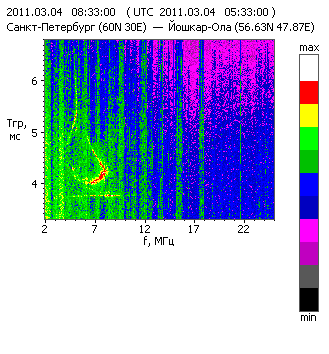 2011.03.04 08:33:00 (UTC 2011.03.04 05:33:00)
Санкт-Петербург (60N 30E) — Йошкар-Ола (56.63N 47.87E)
max
6
Tгр,
мс
5
4
2 7 12 17 22
f, МГц
min